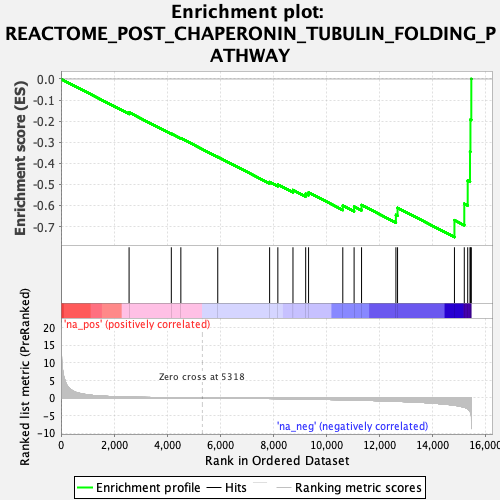 Enrichment plot:
REACTOME_POST_CHAPERONIN_TUBULIN_FOLDING_P
ATHWAY
Enrichment score (ES)
0.0
-0.1
-0.2
-0.3
-0.4
-0.5
-0.6
-0.7
'na_pos' (positively correlated)
Ranked list metric (PreRanked)
20
15
10
5
0
-5
-10
Zero cross at 5318
'na_neg' (negatively correlated)
0 2,000 4,000 6,000 8,000 10,000 12,000 14,000 16,000
Rank in Ordered Dataset
Enrichment profile Hits Ranking metric scores